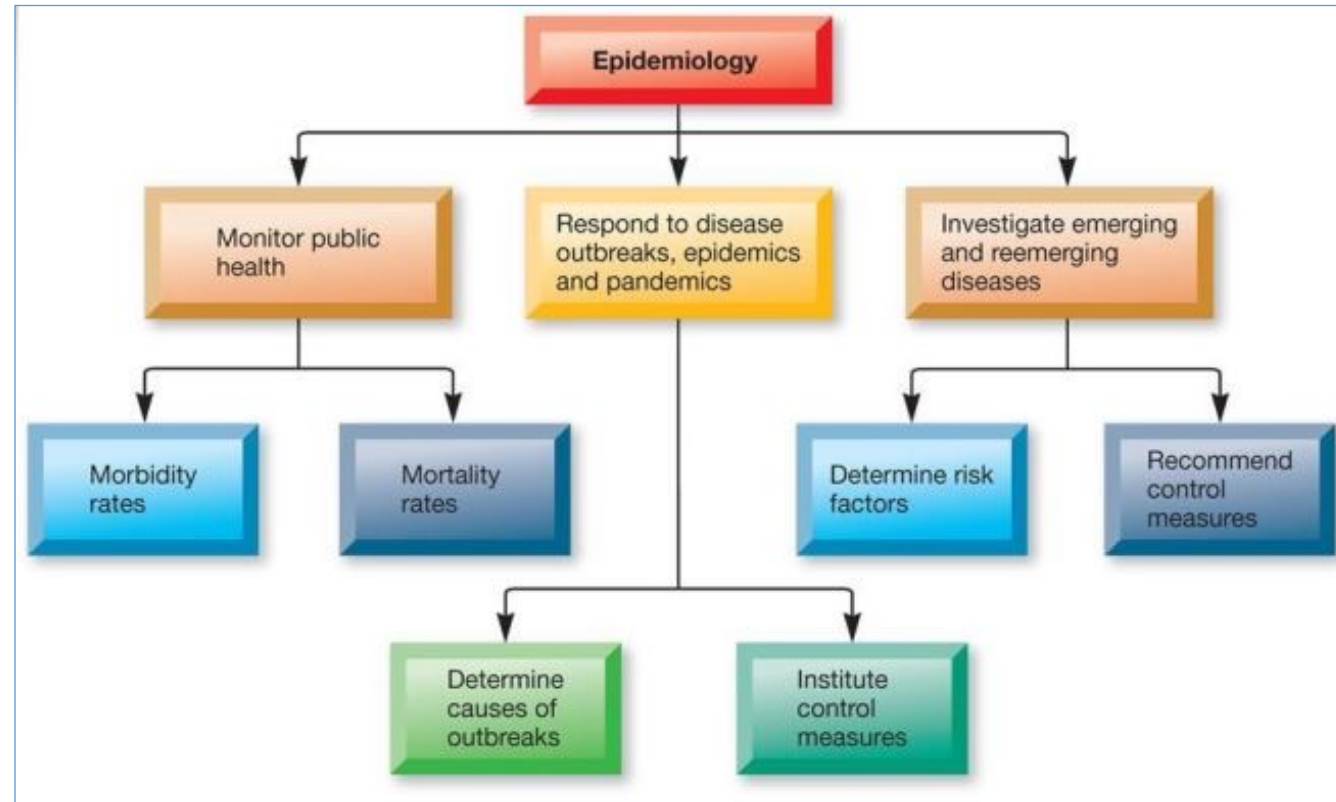 Epidemiology
Monitor public
health
Respond to disease
outbreaks, epidemics
and pandemics
Investigate emerging
and reemerging
diseases
Morbidity
rates
Mortality
rates
Determine risk
factors
Recommend
control
measures
Determine
causes of
outbreaks
Institute
control
measures